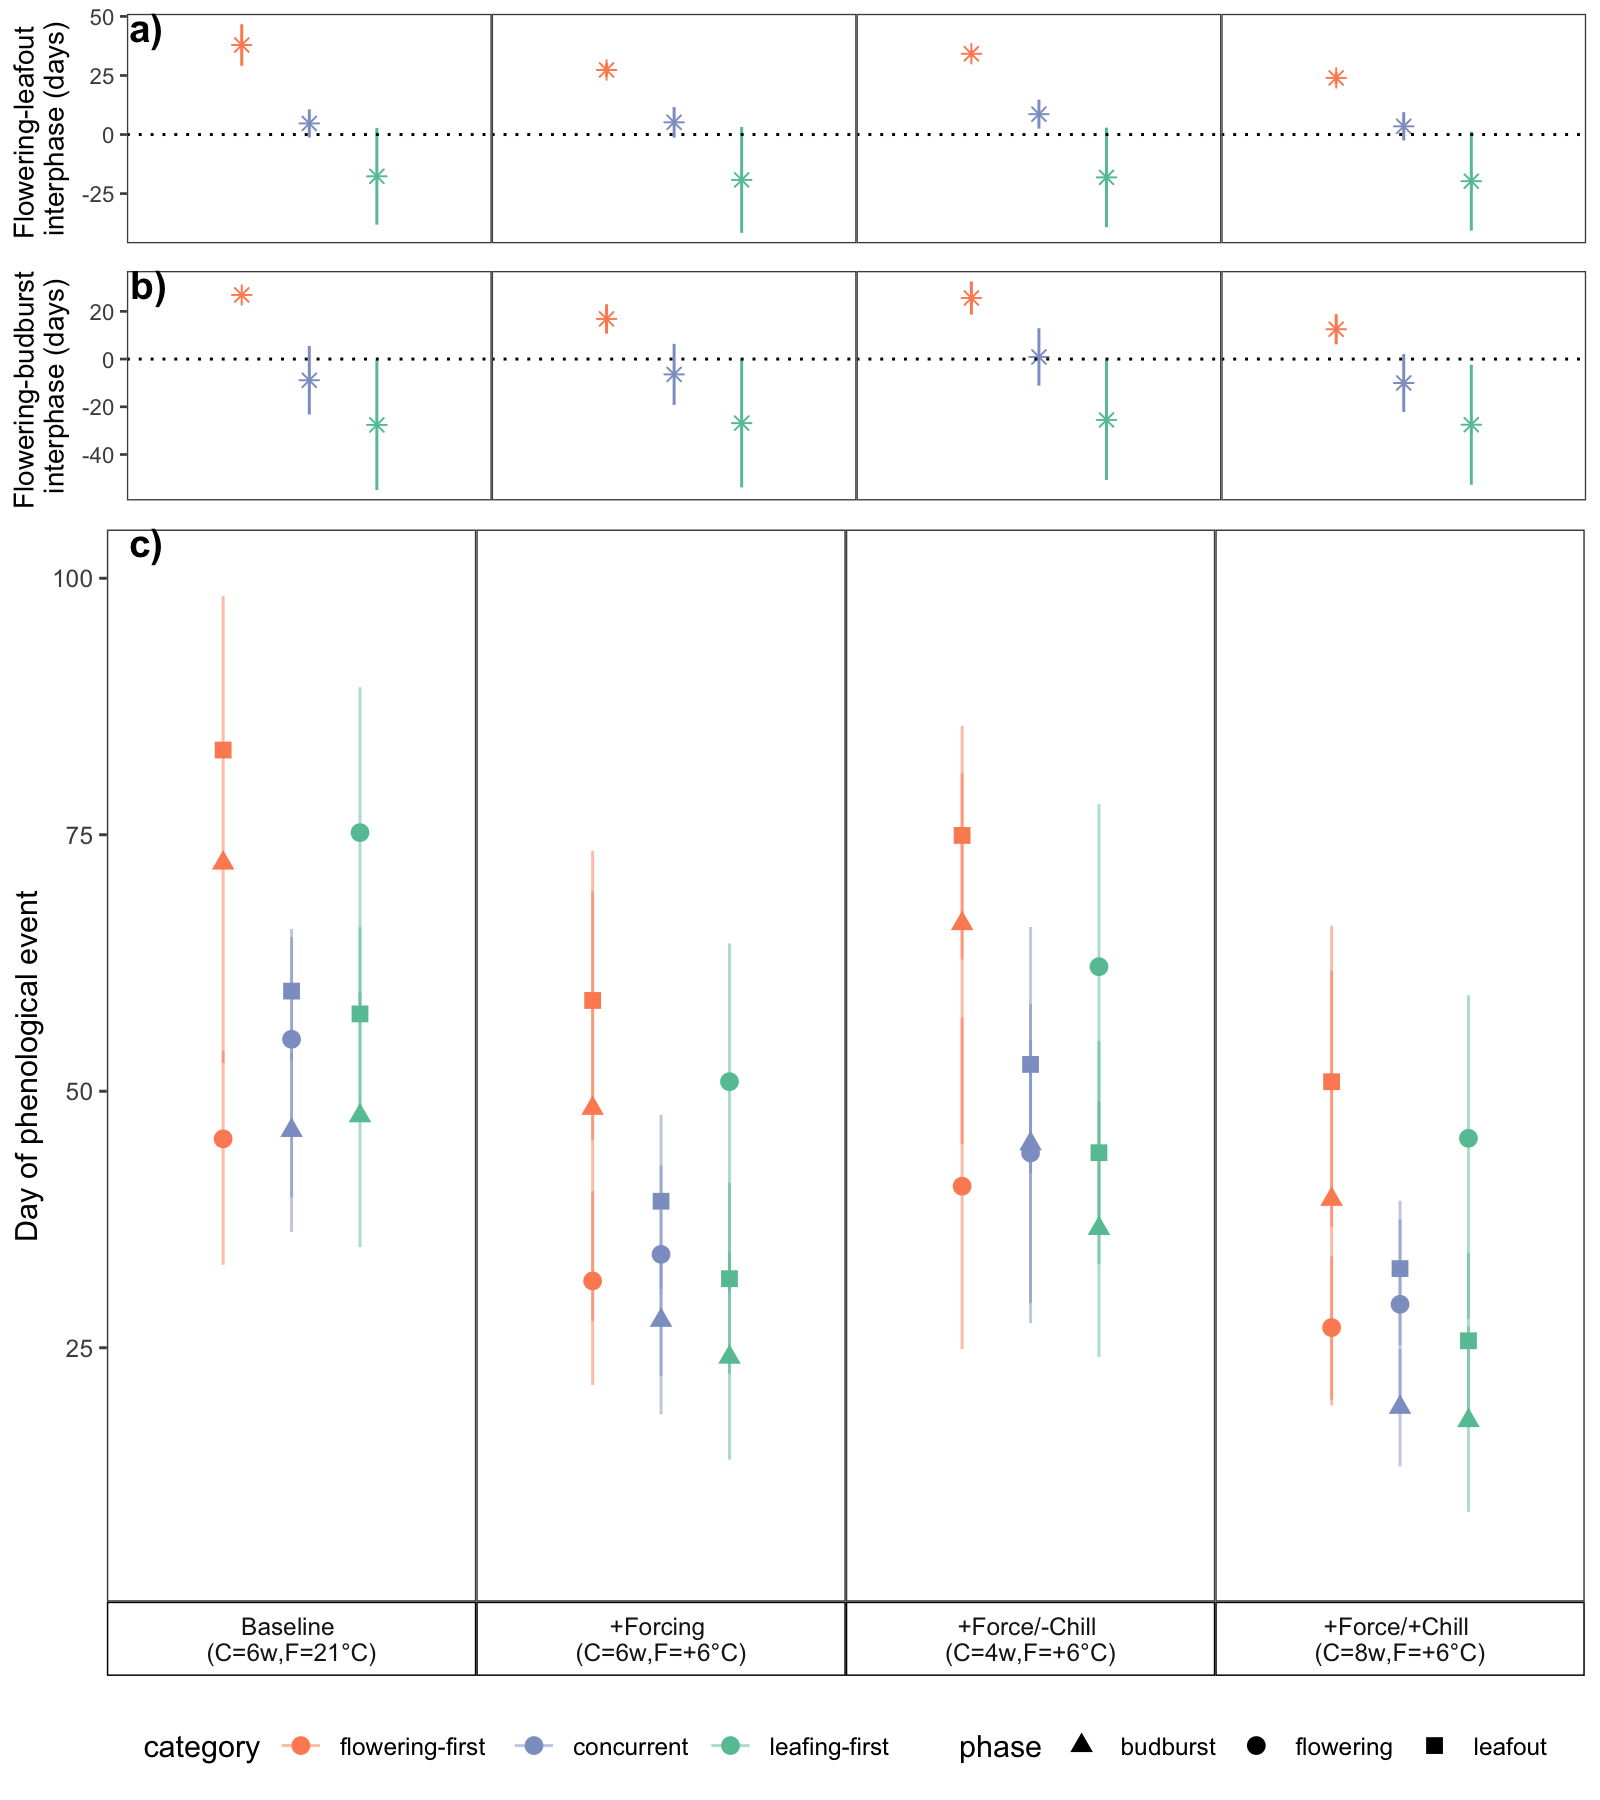 a)
Flowering-leafout
interphase (days)
50
25
0
-25
b)
Flowering-budburst
interphase (days)
20
0
-20
-40
c)
Day of phenological event
100
75
50
25
Baseline
(C=6w,F=21°C)
+Forcing
(C=6w,F=+6°C)
+Force/-Chill
(C=4w,F=+6°C)
+Force/+Chill
(C=8w,F=+6°C)
category flowering-first concurrent leafing-first phase budburst flowering leafout